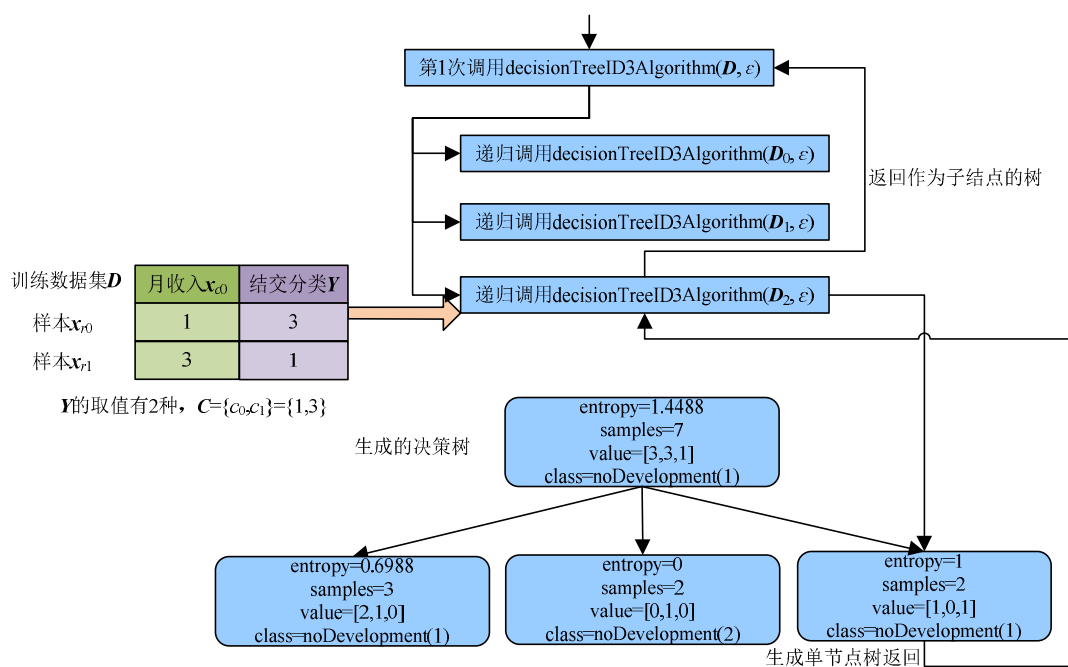 第1次调用decisionTreeID3Algorithm(D, ε)
递归调用decisionTreeID3Algorithm(D0, ε)
返回作为子结点的树
递归调用decisionTreeID3Algorithm(D1, ε)
训练数据集D
月收入xc0 结交分类Y
递归调用decisionTreeID3Algorithm(D2, ε)
样本xr0 1 3
样本xr1 3 1
Y的取值有2种，C={c0,c1}={1,3}
生成的决策树
entropy=1.4488
samples=7
value=[3,3,1]
class=noDevelopment(1)
entropy=0.6988
samples=3
value=[2,1,0]
class=noDevelopment(1)
entropy=0
samples=2
value=[0,1,0]
class=noDevelopment(2)
entropy=1
samples=2
value=[1,0,1]
class=noDevelopment(1)
生成单节点树返回